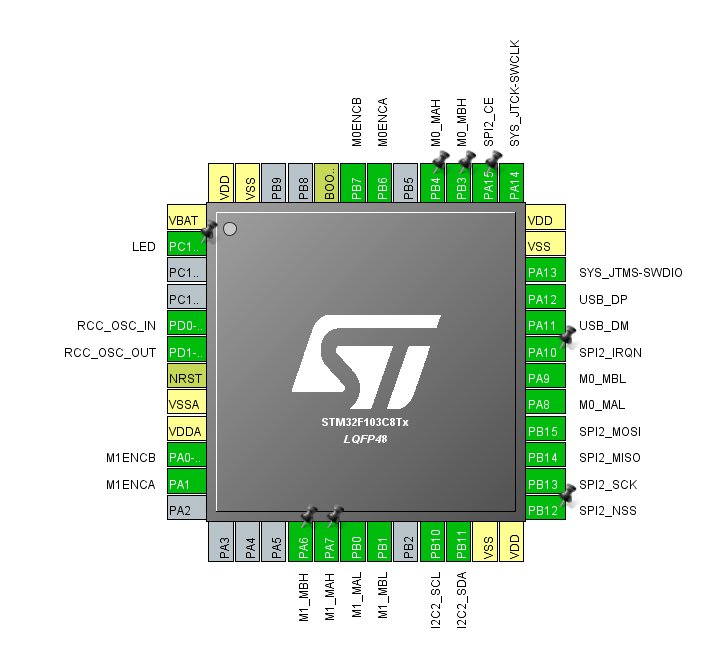 M0ENCB
M0ENCA
M0_MAH
M0_MBH
SPI2_CE
SYS_JTCK-SWCLK
VDD
VSS
PB9
PB8
BOO..
PB7
PB6
PB5
PB4
PB3
PA15
PA14
VBAT
LED PC1..
PC1..
PC1..
RCC_OSC_IN PD0-..
RCC_OSC_OUT PD1-..
NRST
VSSA
VDDA
M1ENCB PA0-..
M1ENCA PA1
PA2
ST
STM32F103C8Tx
LQFP48
VDD
VSS
PA13 SYS_JTMS-SWDIO
PA12 USB_DP
PA11 USB_DM
PA10 SPI2_IRQN
PA9 M0_MBL
PA8 M0_MAL
PB15 SPI2_MOSI
PB14 SPI2_MISO
PB13 SPI2_SCK
PB12 SPI2_NSS
PA3
PA4
PA5
PA6
PA7
PB0
PB1
PB2
PB10
PB11
VSS
VDD
M1_MBH
M1_MAH
M1_MAL
M1_MBL
I2C2_SCL
I2C2_SDA